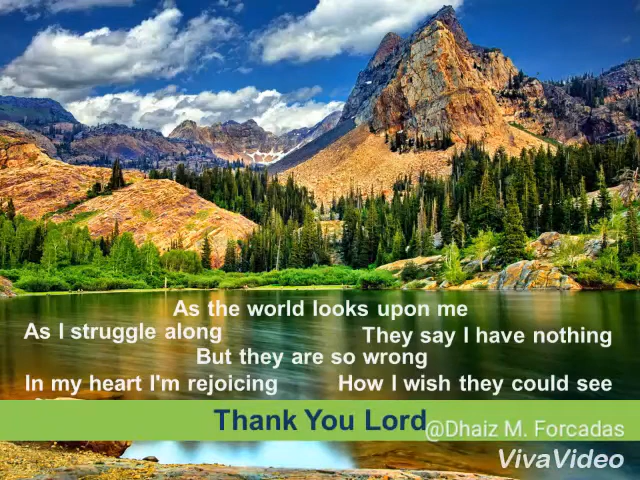 As the world looks upon me
As I struggle along
They say I have nothing
But they are so wrong
In my heart I'm rejoicing
How I wish they could see
Thank You Lord
@Dhaiz M. Forcadas
VivaVideo